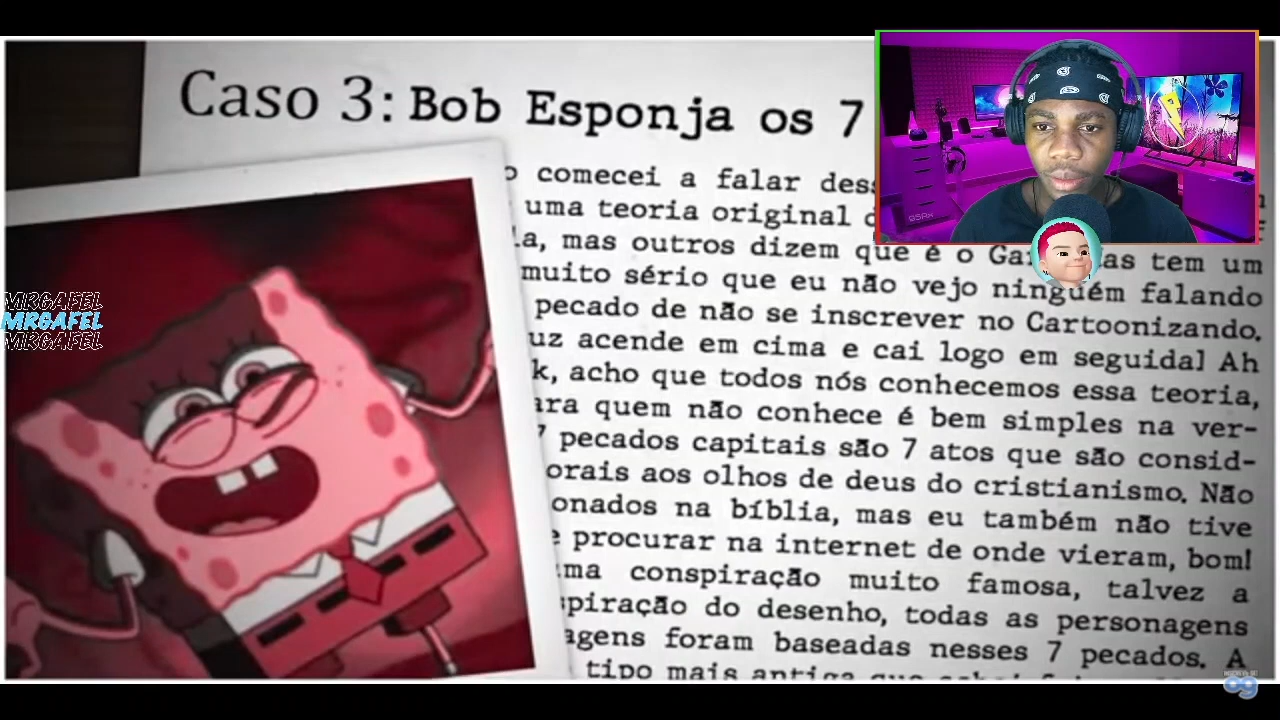 Caso 3: Bob Esponja os 7
o comecei a falar
uma teoria original
mas outros dizem que é o tem um
muito sério que eu não vejo ninguém falando
pecado de não se inscrever no Cartoonizando.
acende em cima e cai logo em seguida] Ah
acho que todos nós conhecemos essa teoria,
quem não conhece é bem simples na ver-
7 pecados capitais são 7 atos que são consid-
orais aos olhos de deus do cristianismo. Não
onados na bíblia, mas eu também não tive
e procurar na internet de onde vieram, bom!
ma conspiração muito famosa, talvez a
spiração do desenho, todas as personagens
agens foram baseadas nesses 7 pecados. A
tipo mais antiga que
MRGAFEL
MRGAFEL
MRGAFEL